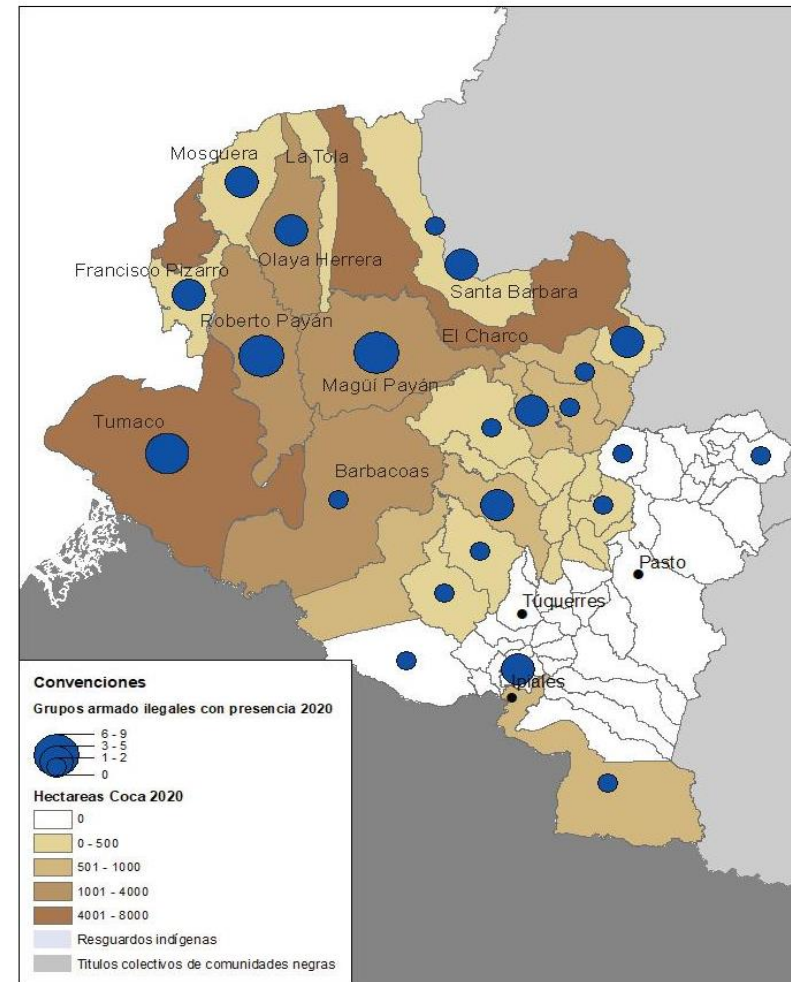 Mosquera
La Tola
Olaya Herrera
Francisco Pizarro
Santa Barbara
Roberto Payán
El Charco
Magüí Payán
Tumaco
Barbacoas
Pasto
Túquerres
Ipiales
Convenciones
Grupos armado ilegales con presencia 2020
6 - 9
3 - 5
1 - 2
0
Hectareas Coca 2020
0
0 - 500
501 - 1000
1001 - 4000
4001 - 8000
Resguardos indígenas
Titulos colectivos de comunidades negras